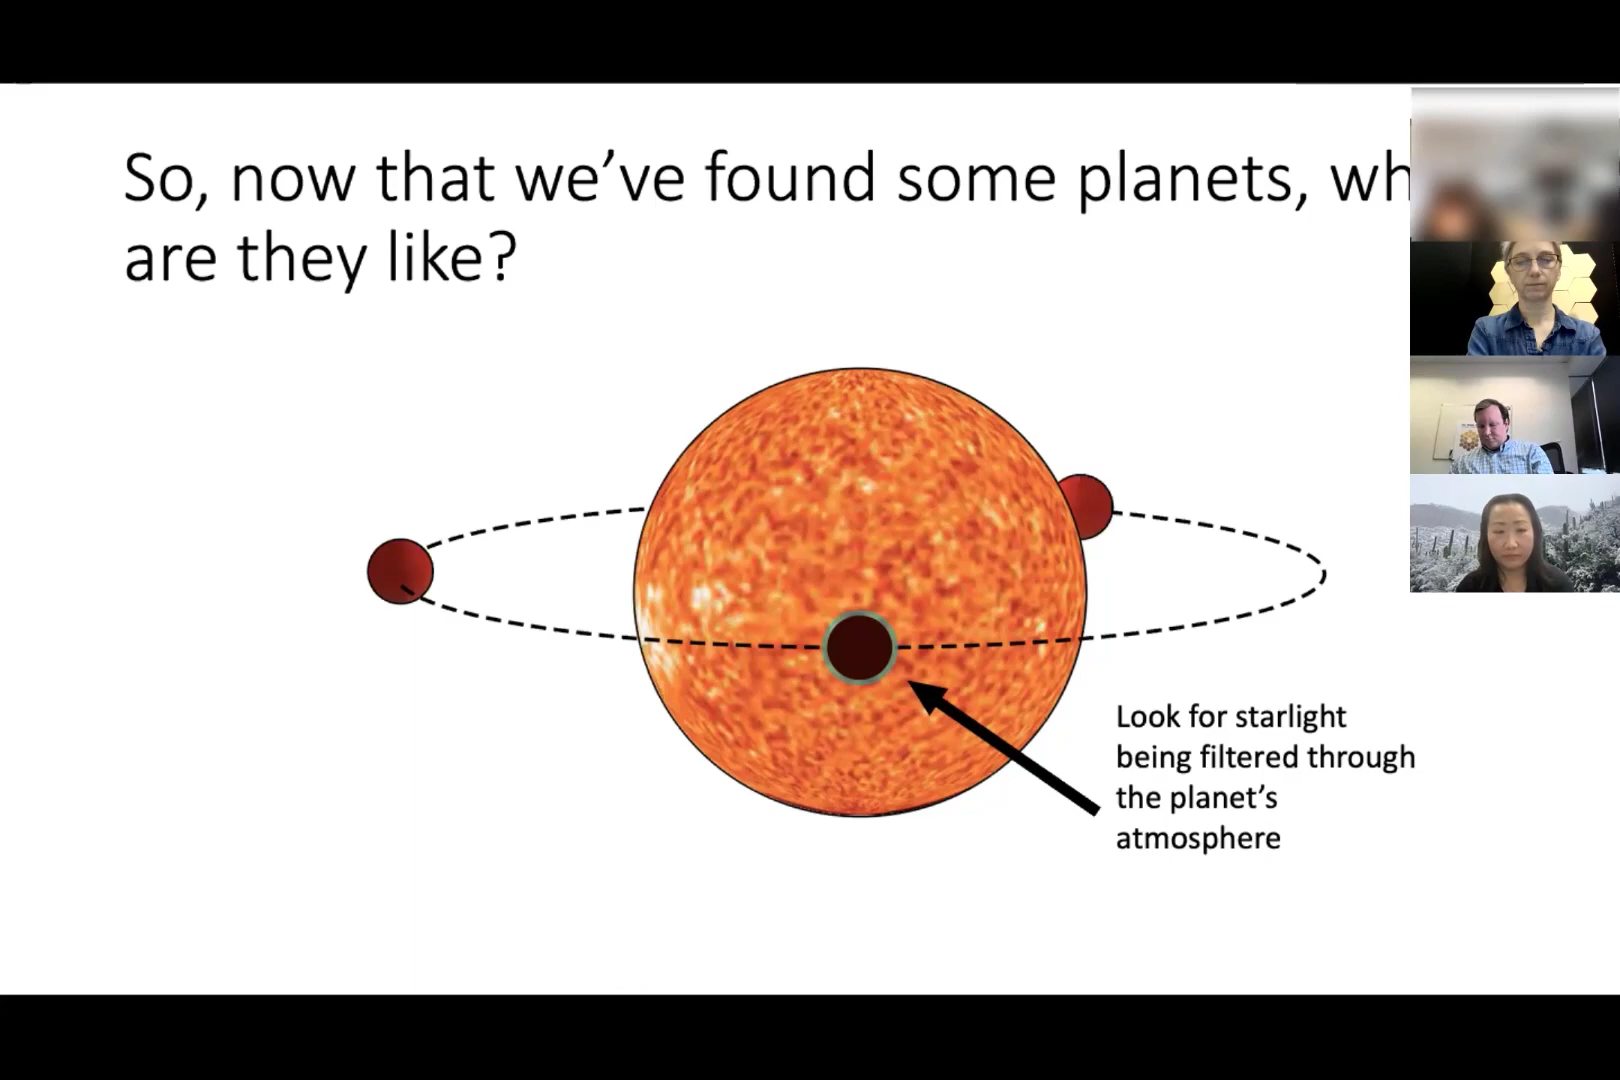 So, now that we’ve found some planets, wh
are they like?
Look for starlight
being filtered through
the planet’s
atmosphere